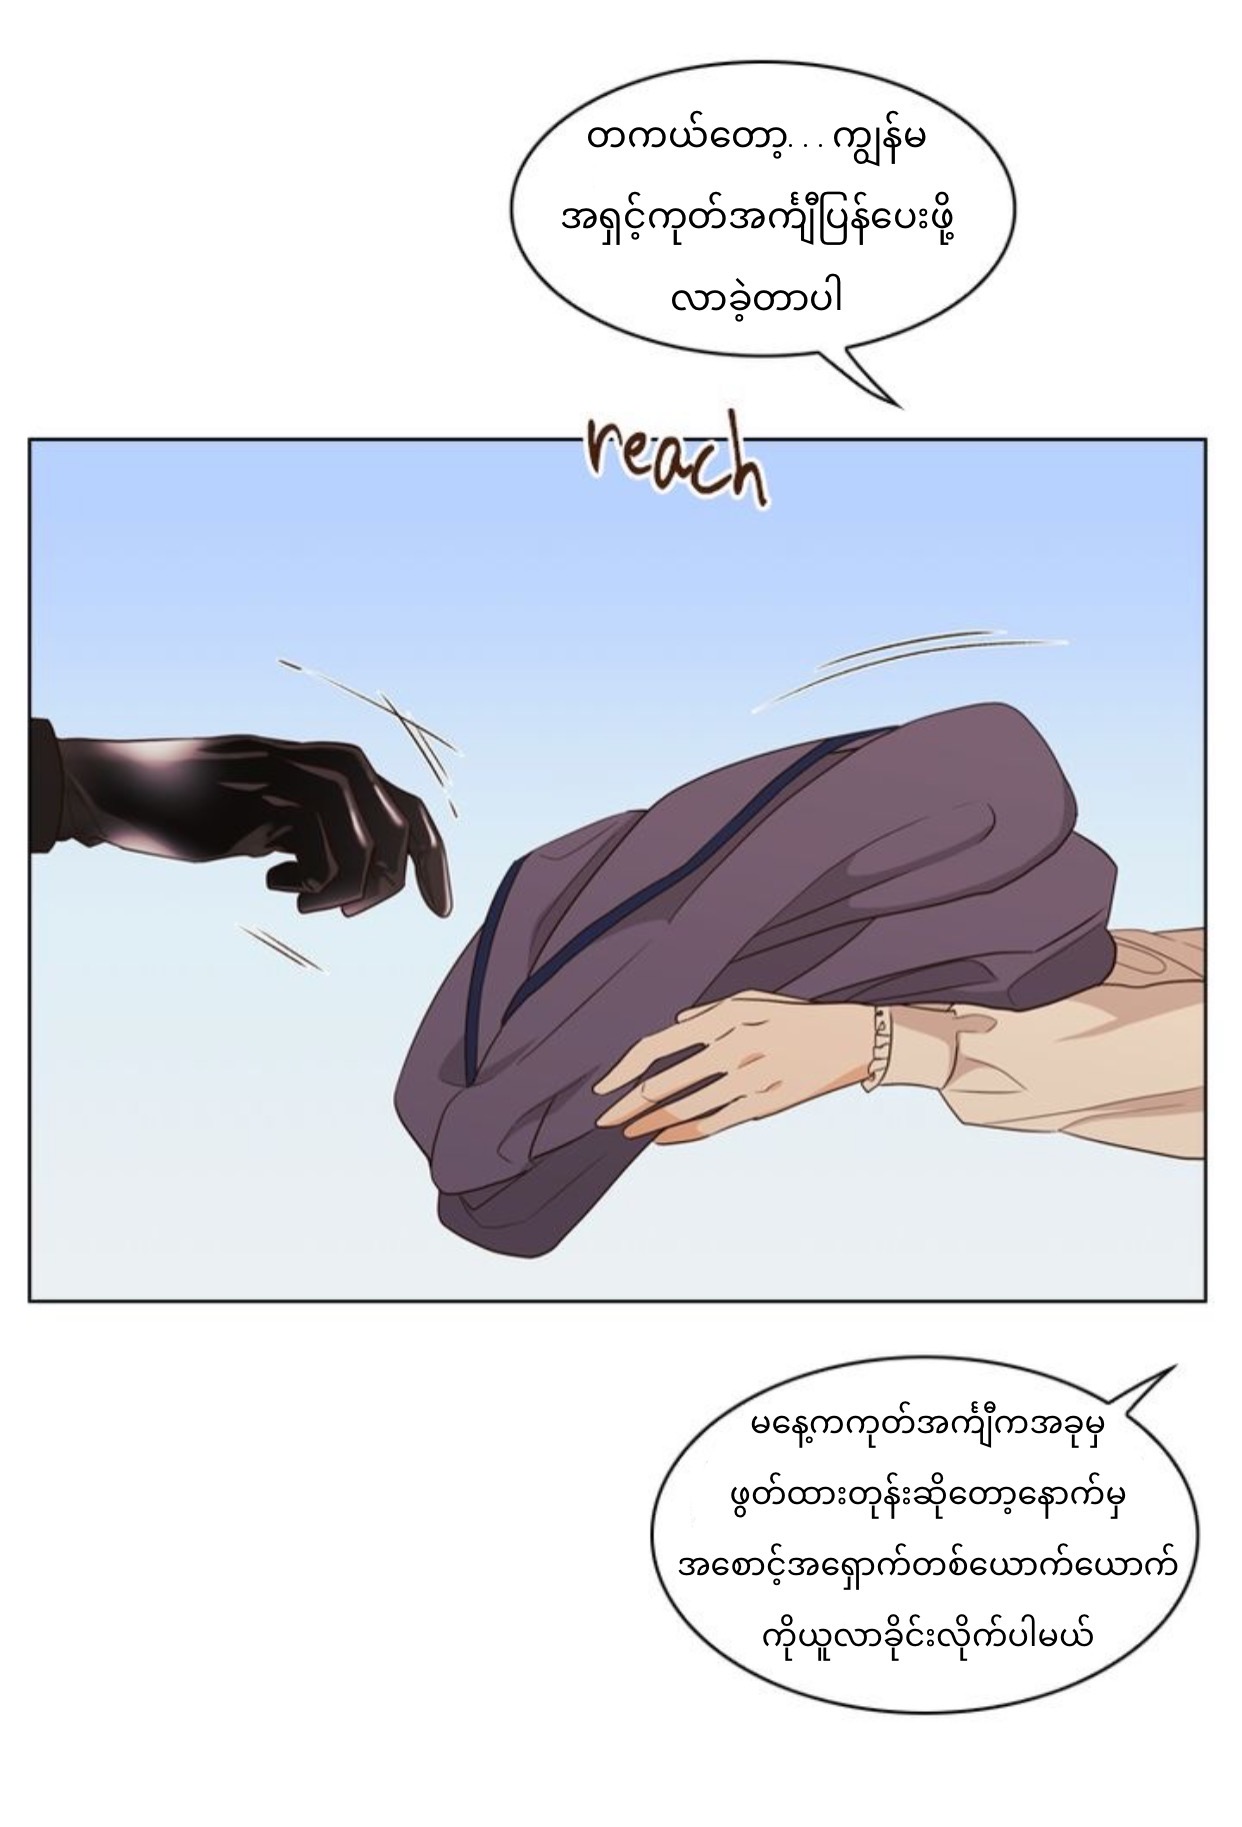 တကယ်တော့...ကျွန်မ
အရှင့်ကုတ်အင်္ကျီပြန်ပေးဖို့
လာခဲ့တာပါ
reach
မနေ့ကကုတ်အင်္ကျီကအခုမှ
ဖွတ်ထားတုန်းဆိုတော့နောက်မှ
အစောင့်အရှောက်တစ်ယောက်ယောက်
ကိုယူလာခိုင်းလိုက်ပါမယ်